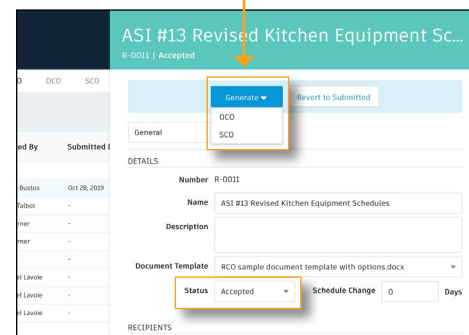 ASI #13 Revised Kitchen Equipment Sc...
R-0011 | Accepted
OCO SCO
Generate
Revert to Submitted
OCO
SCO
General
ed By Submitted
DETAILS
Number R-0011
Bustos Oct 28, 2019
Name ASI #13 Revised Kitchen Equipment Schedules
Talbot -
rner -
Description
rner -
-
Document Template RCO sample document template with options.docx
el Lavoie -
Status Accepted Schedule Change 0 Days
el Lavoie -
el Lavoie -
RECIPIENTS